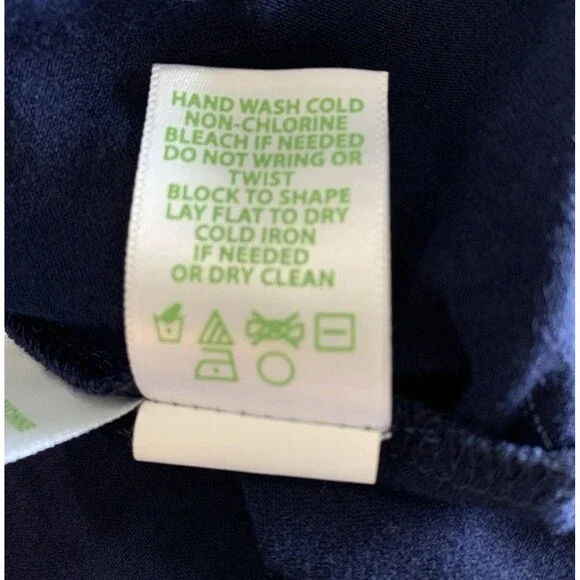 HAND WASH COLD
NON-CHLORINE
BLEACH IF NEEDED
DO NOT WRING OR
TWIST
BLOCK TO SHAPE
LAY FLAT TO DRY
COLD IRON
IF NEEDED
OR DRY CLEAN